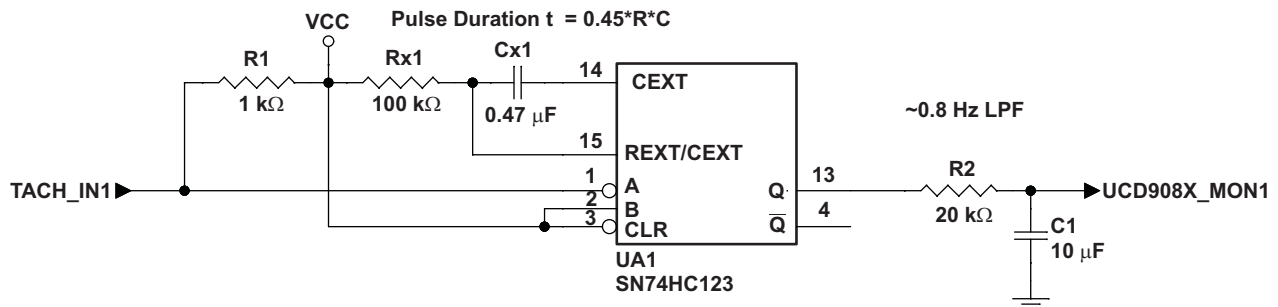 VCC
Pulse Duration t = 0.45*R*C
R1
Rx1
Cx1
1 kΩ
100 kΩ
0.47 μF
14
CEXT
~0.8 Hz LPF
15
REXT/CEXT
TACH_IN1
1
A
2
B
3
CLR
Q
13
R2
20 kΩ
UCD908X_MON1
Q̅
4
C1
10 μF
UA1
SN74HC123